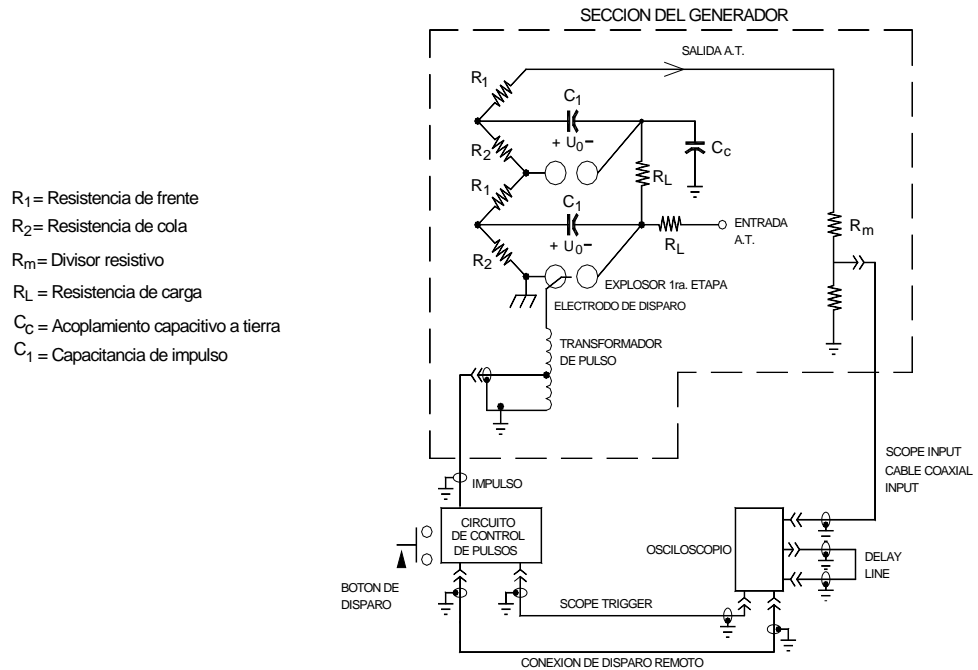 SECCION DEL GENERADOR
SALIDA A.T.
R1
C1
+ U0 −
R2
CC
R1
RL
C1
+ U0 −
RL
ENTRADA
A.T.
R2
Rm
EXPLOSOR 1ra. ETAPA
ELECTRODO DE DISPARO
TRANSFORMADOR
DE PULSO
R1 = Resistencia de frente
R2 = Resistencia de cola
Rm = Divisor resistivo
RL = Resistencia de carga
CC = Acoplamiento capacitivo a tierra
C1 = Capacitancia de impulso
SCOPE INPUT
CABLE COAXIAL
INPUT
IMPULSO
CIRCUITO
DE CONTROL
DE PULSOS
OSCILOSCOPIO
DELAY
LINE
BOTON DE
DISPARO
SCOPE TRIGGER
CONEXION DE DISPARO REMOTO